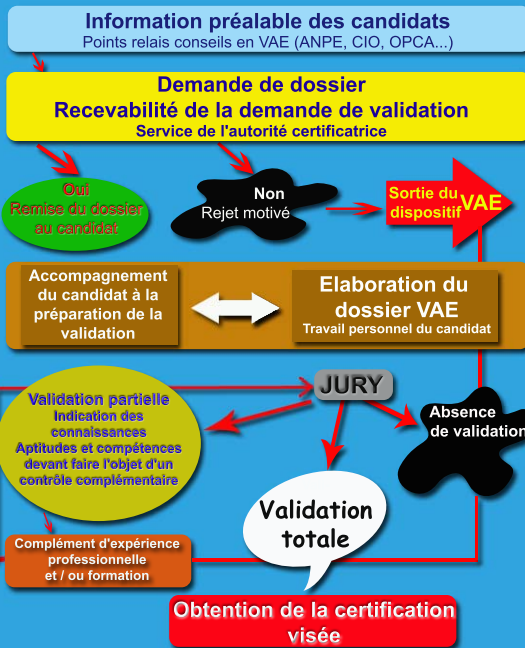 Information préalable des candidats
Points relais conseils en VAE (ANPE, CIO, OPCA...)
Demande de dossier
Recevabilité de la demande de validation
Service de l'autorité certificatrice
Oui
Remise du dossier
au candidat
Non
Rejet motivé
Sortie du
dispositif
VAE
Accompagnement
du candidat à la
préparation de la
validation
Elaboration du
dossier VAE
Travail personnel du candidat
JURY
Validation partielle
Indication des
connaissances
Aptitudes et compétences
devant faire l'objet d'un
contrôle complémentaire
Absence
de validation
Validation
totale
Complément d'expérience
professionnelle
et / ou formation
Obtention de la certification
visée